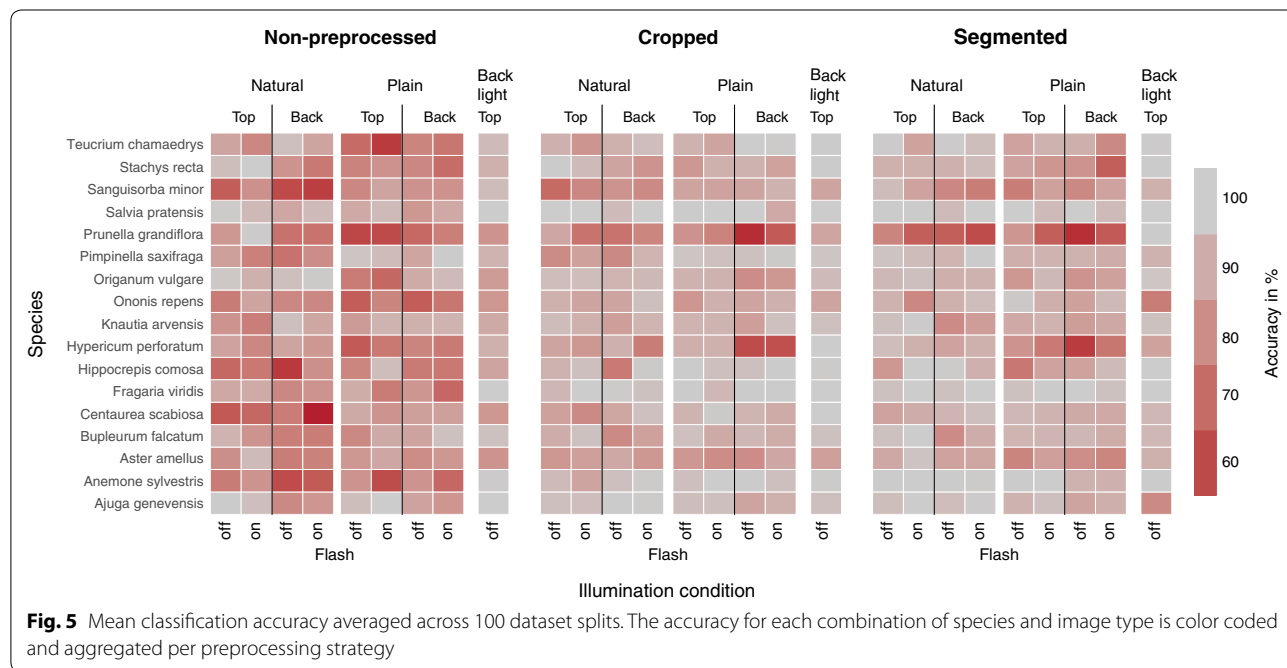 Non-preprocessed Cropped Segmented
Natural Plain Back light Natural Plain Back light Natural Plain Back light
Top Back Top Back Top Top Back Top Back Top Top Back Top Back Top
Species
Teucrium chamaedrys
Stachys recta
Sanguisorba minor
Salvia pratensis
Prunella grandiflora
Pimpinella saxifraga
Origanum vulgare
Ononis repens
Knautia arvensis
Hypericum perforatum
Hippocrepis comosa
Fragaria viridis
Centaurea scabiosa
Bupleurum falcatum
Aster amellus
Anemone sylvestris
Ajuga genevensis
100
90
80
70
60
Accuracy in %
off on off on off on off on off off on off on off on off on off off on off on off on off on off
Flash Flash Flash
Illumination condition
Fig. 5 Mean classification accuracy averaged across 100 dataset splits. The accuracy for each combination of species and image type is color coded
and aggregated per preprocessing strategy